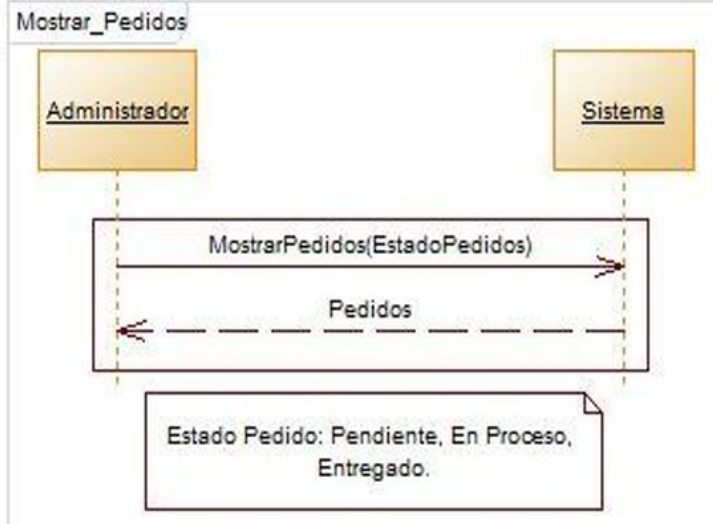 Mostrar_Pedidos
Administrador
Sistema
MostrarPedidos(EstadoPedidos)
Pedidos
Estado Pedido: Pendiente, En Proceso,
Entregado.